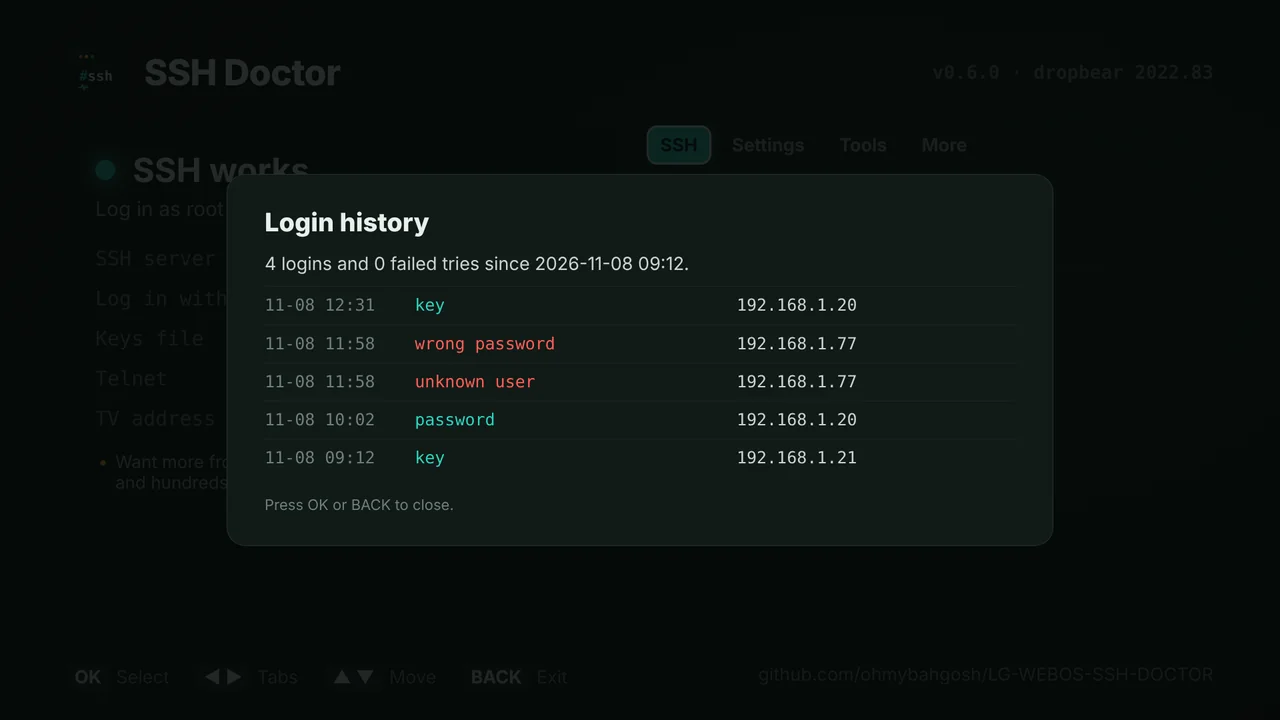 #ssh
SSH Doctor
v0.6.0 · dropbear 2022.83
SSH Settings Tools More
SSH works
Log in as root
Login history
4 logins and 0 failed tries since 2026-11-08 09:12.
SSH server
11-08 12:31 key 192.168.1.20
Log in with
11-08 11:58 wrong password 192.168.1.77
Keys file
11-08 11:58 unknown user 192.168.1.77
Telnet
TV address
11-08 10:02 password 192.168.1.20
Want more
11-08 09:12 key 192.168.1.21
and hundreds
Press OK or BACK to close.
OK Select ◀ ▶ Tabs ▲ ▼ Move BACK Exit
github.com/ohmybangosh/LG-WEBOS-SSH-DOCTOR